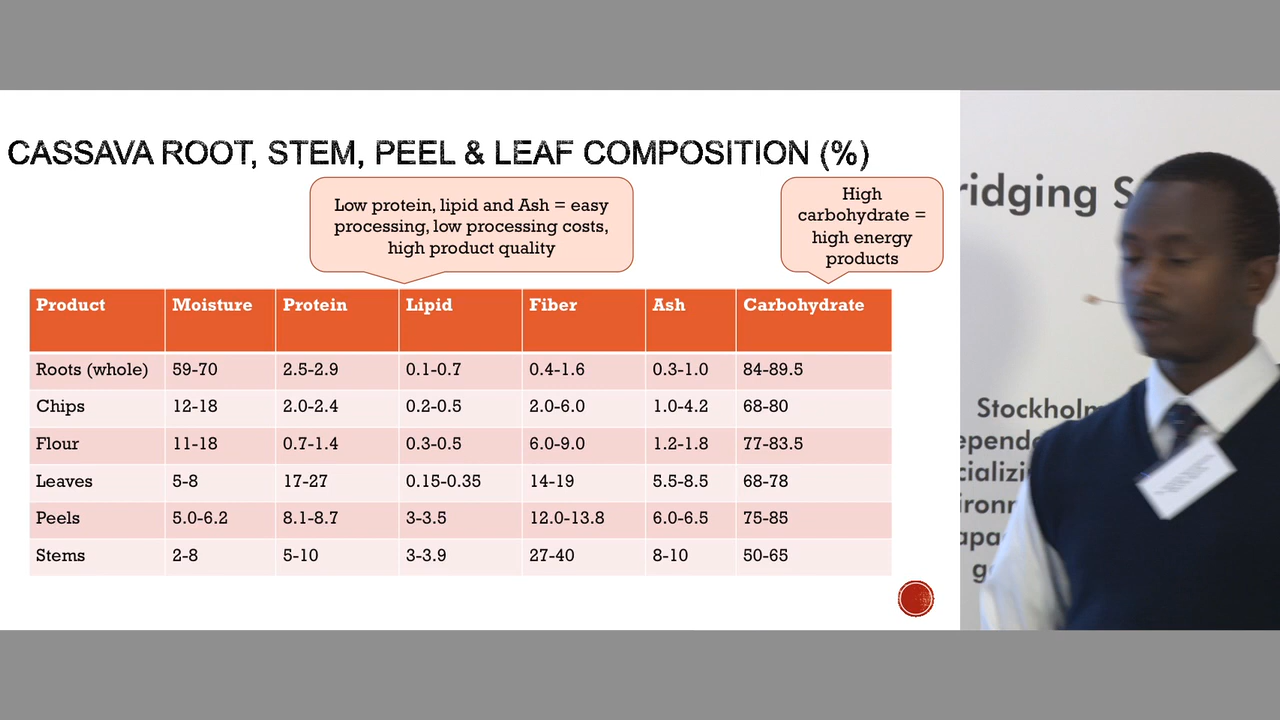 CASSAVA ROOT, STEM, PEEL & LEAF COMPOSITION (%)
Low protein, lipid and Ash = easy
processing, low processing costs,
high product quality
High
carbohydrate =
high energy
products
Product Moisture Protein Lipid Fiber Ash Carbohydrate
Roots (whole) 59-70 2.5-2.9 0.1-0.7 0.4-1.6 0.3-1.0 84-89.5
Chips 12-18 2.0-2.4 0.2-0.5 2.0-6.0 1.0-4.2 68-80
Flour 11-18 0.7-1.4 0.3-0.5 6.0-9.0 1.2-1.8 77-83.5
Leaves 5-8 17-27 0.15-0.35 14-19 5.5-8.5 68-78
Peels 5.0-6.2 8.1-8.7 3-3.5 12.0-13.8 6.0-6.5 75-85
Stems 2-8 5-10 3-3.9 27-40 8-10 50-65
ridging S
Stockholm
epend
cializi
ironr
apa
g